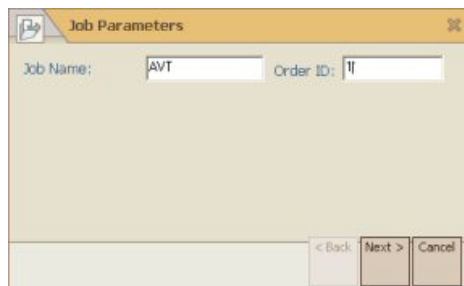 Job Parameters
Job Name: AVT Order ID: 1
< Back Next > Cancel